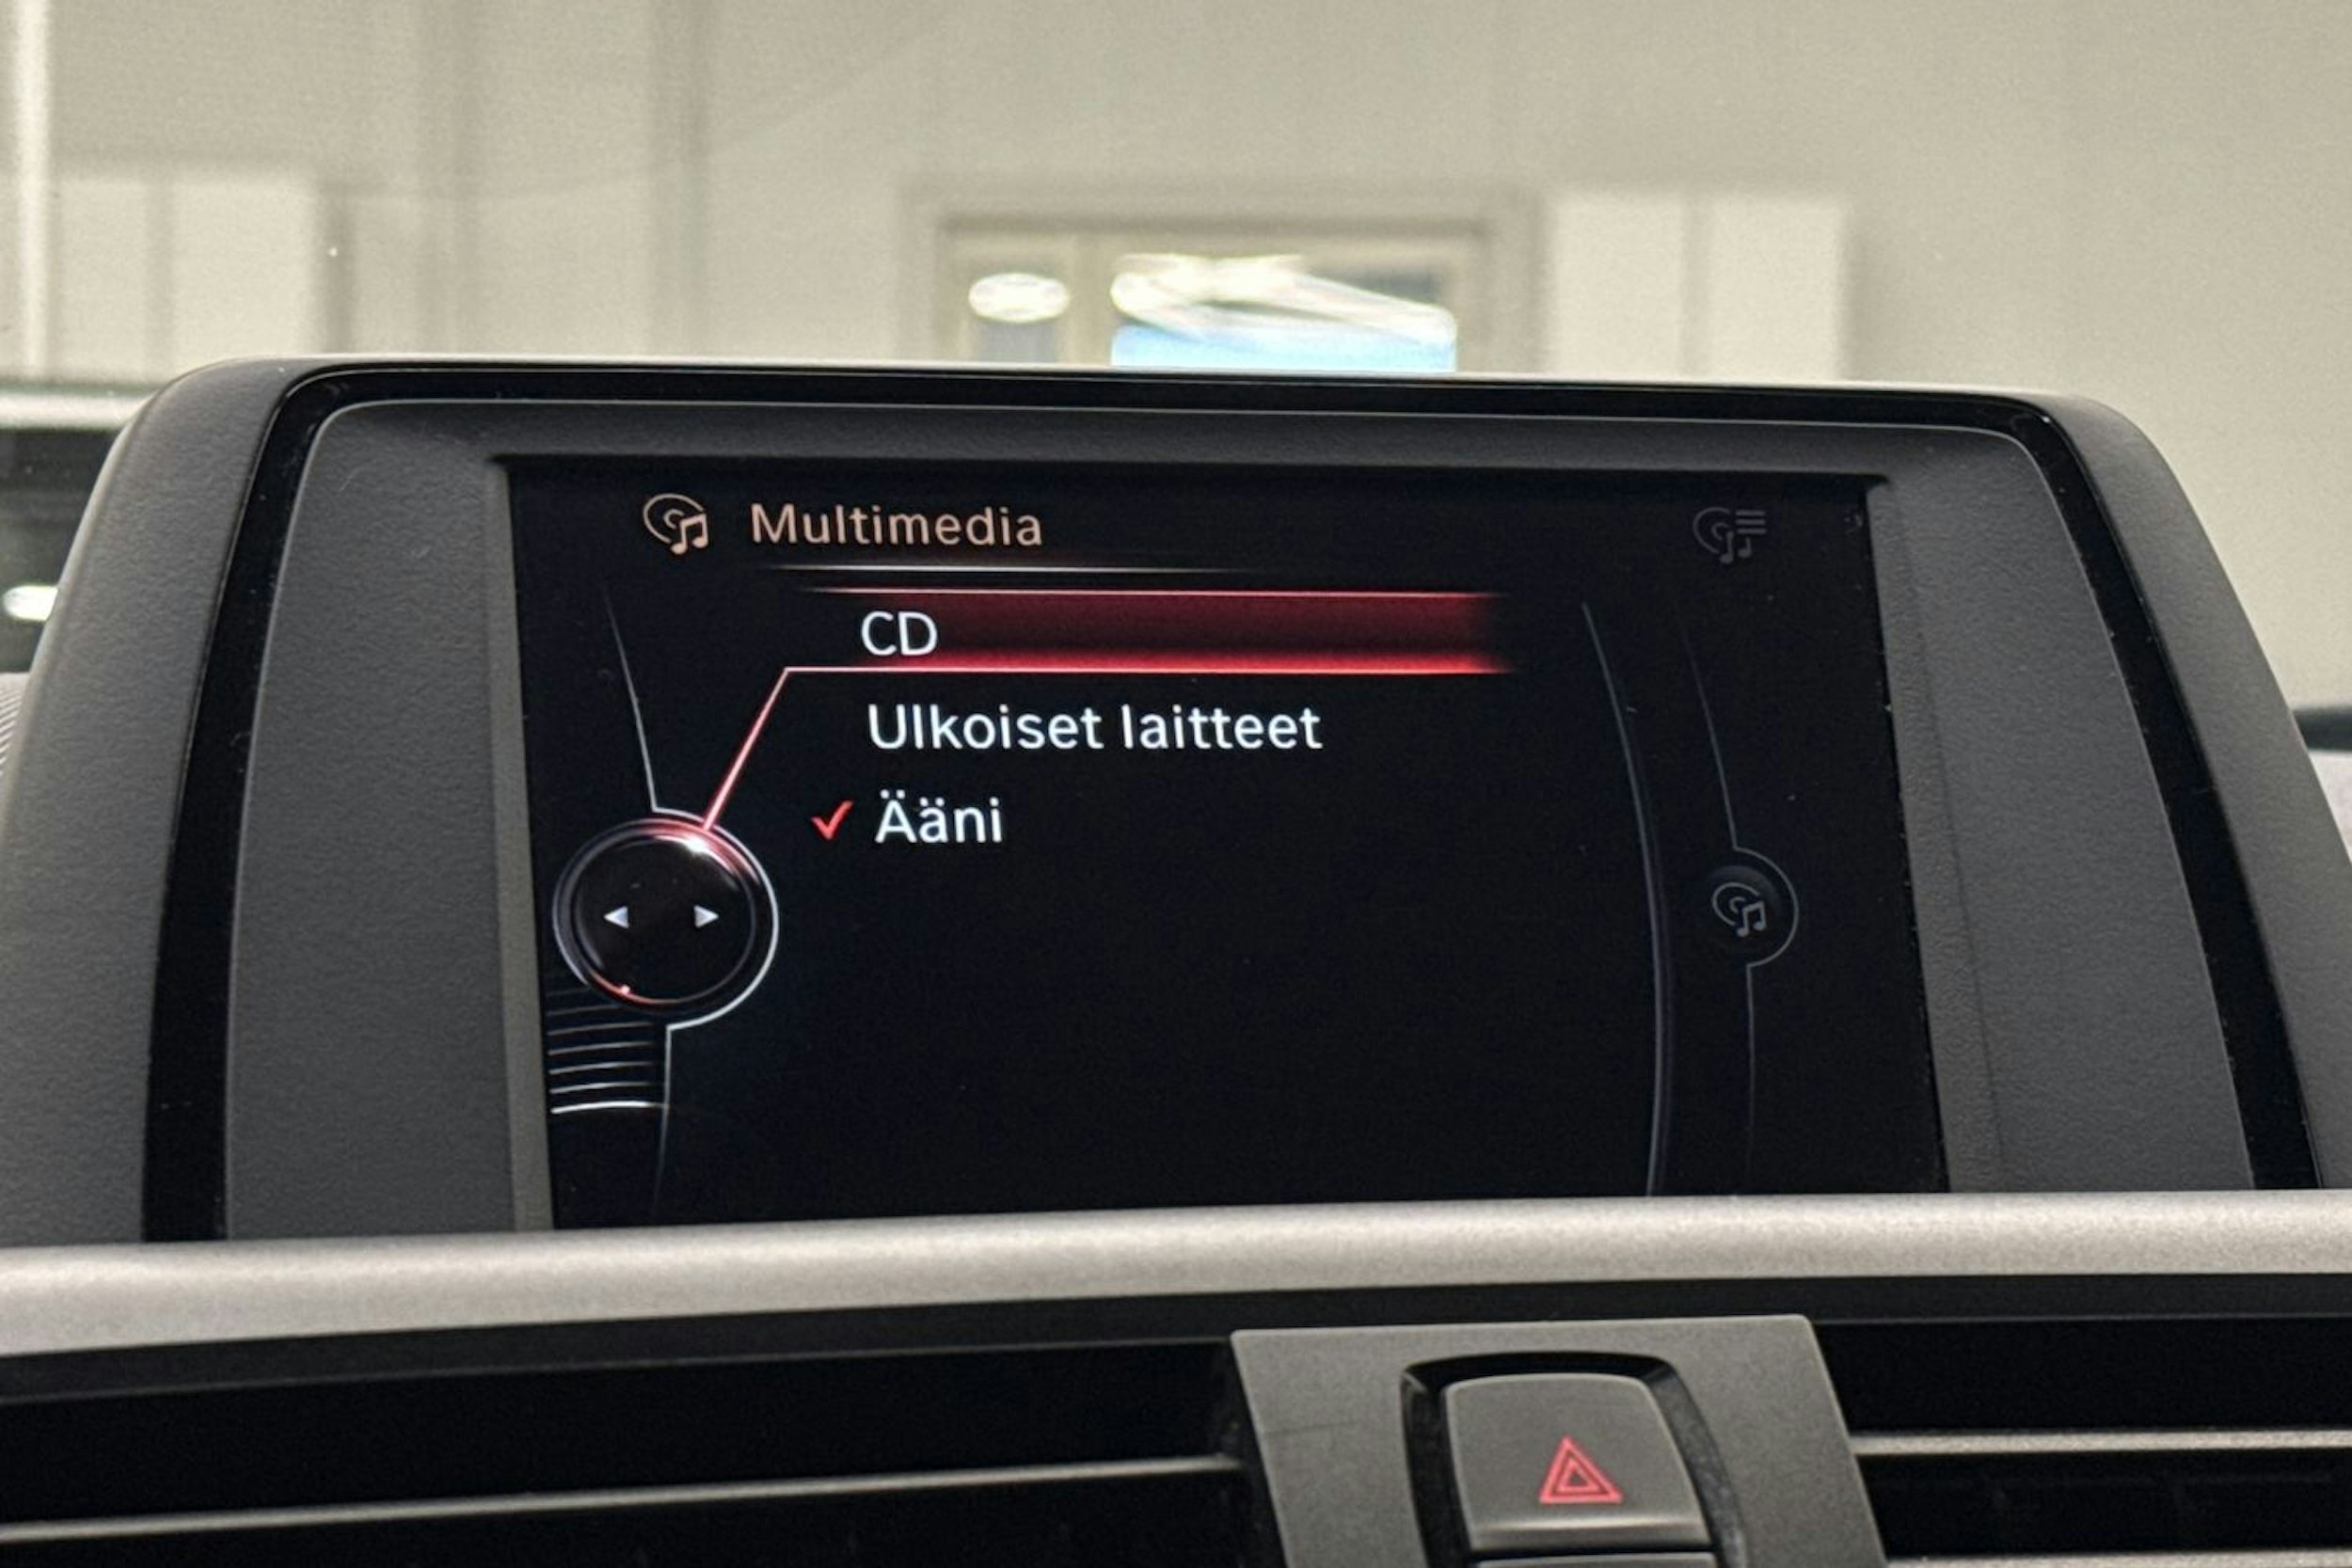 Multimedia
CD
Ulkoiset laitteet
Ääni